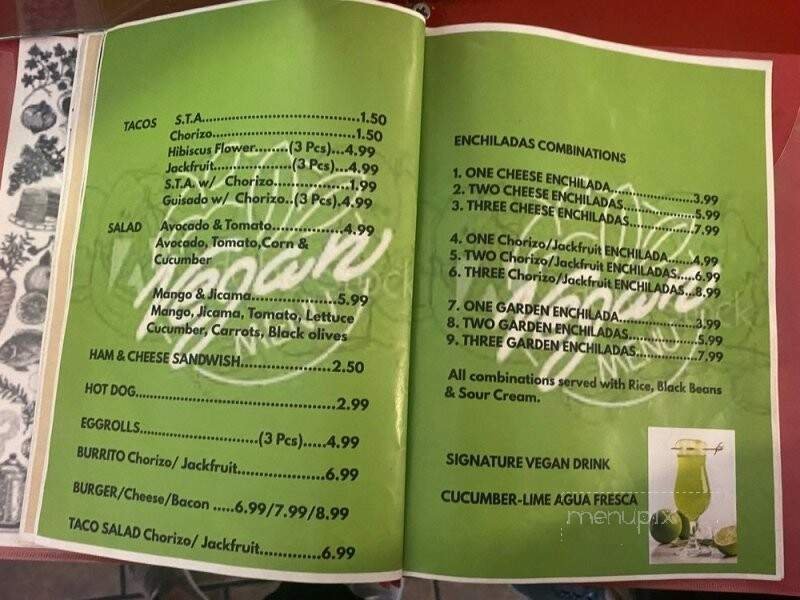 TACOS S.T.A.......................................1.50
Chorizo...................................1.50
Hibiscus Flower........(3 Pcs)...4.99
Jackfruit...................(3 Pcs)...4.99
S.T.A. w/ Chorizo..................1.99
Guisado w/ Chorizo..(3 Pcs).4.99
SALAD Avocado & Tomato.................4.99
Avocado, Tomato,Corn &
Cucumber
Mango & Jicama....................5.99
Mango, Jicama, Tomato, Lettuce
Cucumber, Carrots, Black olives
HAM & CHEESE SANDWISH.................2.50
HOT DOG..........................................2.99
EGGROLLS.......................(3 Pcs).....4.99
BURRITO Chorizo/ Jackfruit.................6.99
BURGER/Cheese/Bacon .....6.99/7.99/8.99
TACO SALAD Chorizo/ Jackfruit............6.99
Vegan
MENU
ENCHILADAS COMBINATIONS
1. ONE CHEESE ENCHILADA...................3.99
2. TWO CHEESE ENCHILADAS................5.99
3. THREE CHEESE ENCHILADAS.............7.99
4. ONE Chorizo/Jackfruit ENCHILADA......4.99
5. TWO Chorizo/Jackfruit ENCHILADAS....6.99
6. THREE Chorizo/Jackfruit ENCHILADAS...8.99
7. ONE GARDEN ENCHILADA..................3.99
8. TWO GARDEN ENCHILADAS................5.99
9. THREE GARDEN ENCHILADAS.............7,99
All combinations served with Rice, Black Beans
& Sour Cream.
Vegan
MENU
SIGNATURE VEGAN DRINK
CUCUMBER-LIME AGUA FRESCA
menupix